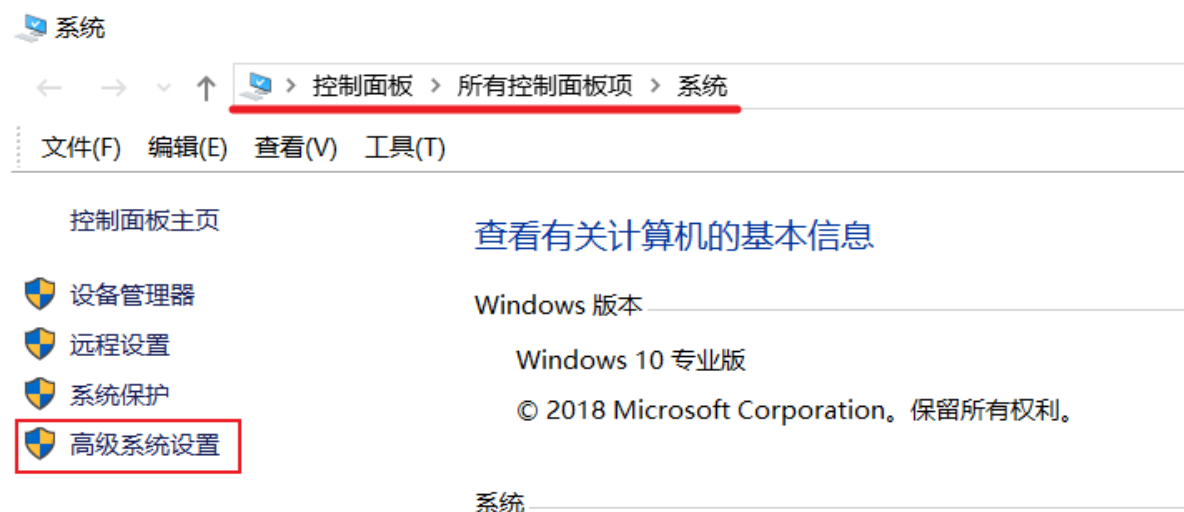 系统
控制面板 > 所有控制面板项 > 系统
文件(F) 编辑(E) 查看(V) 工具(T)
控制面板主页
设备管理器
远程设置
系统保护
高级系统设置
查看有关计算机的基本信息
Windows 版本
Windows 10 专业版
© 2018 Microsoft Corporation。保留所有权利。
系统